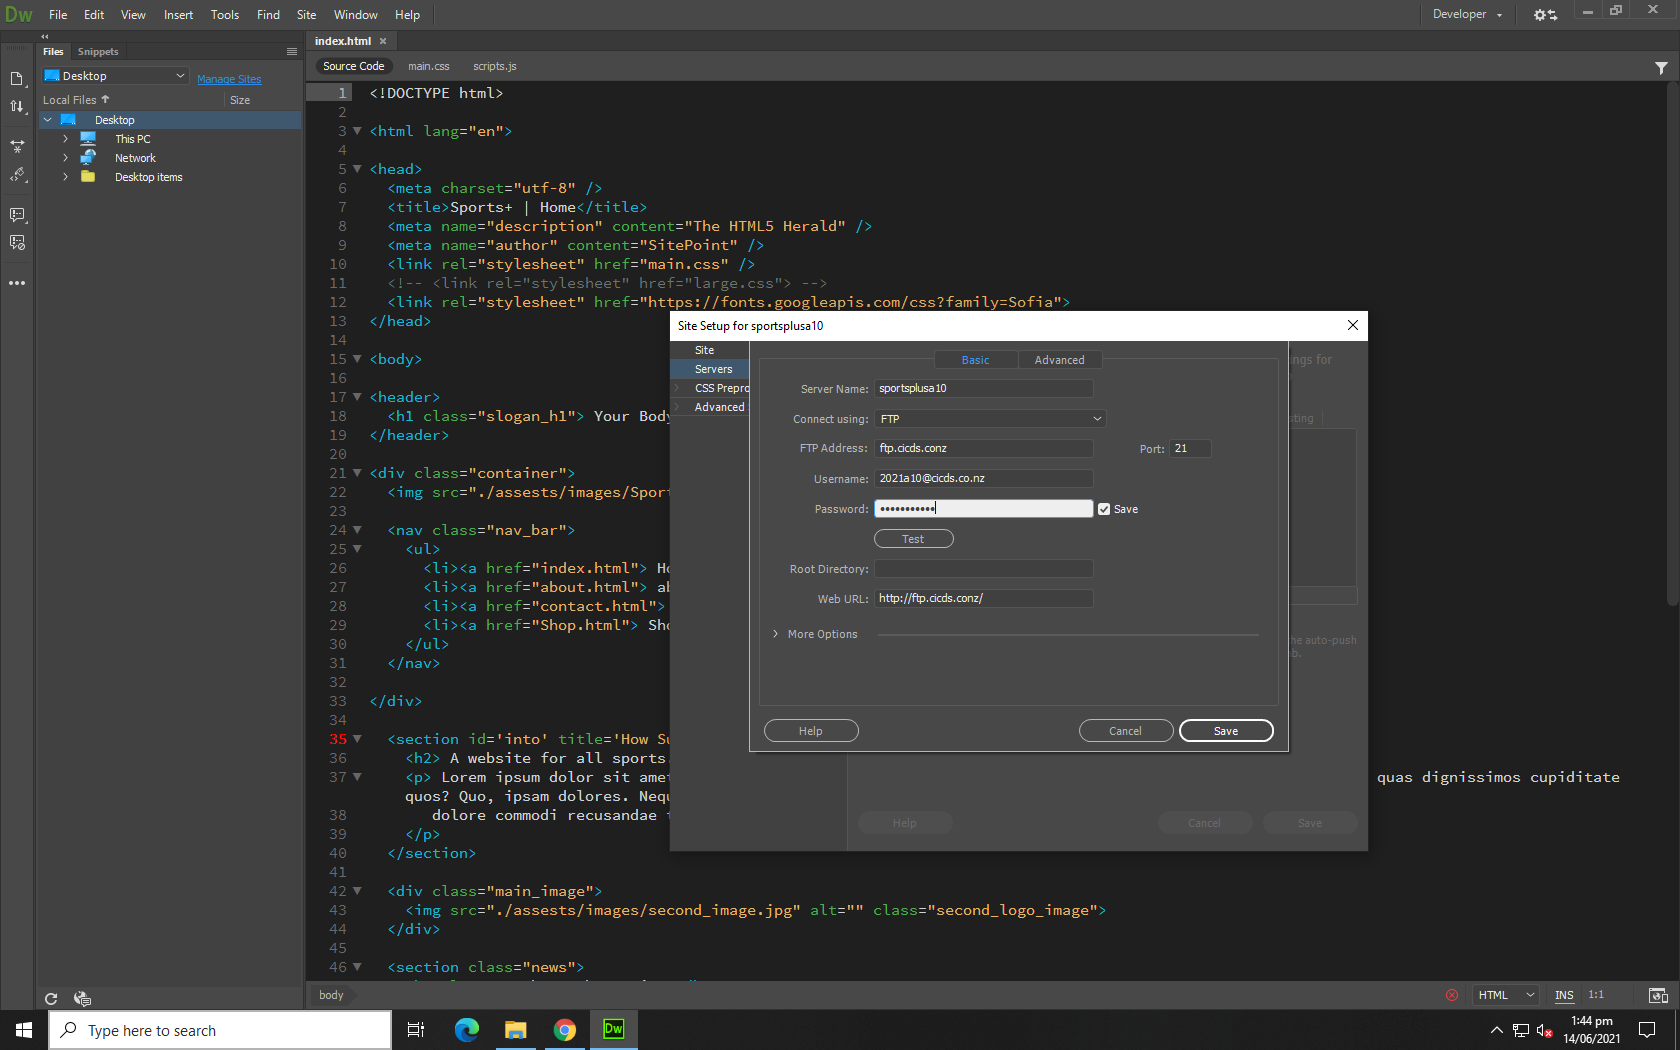 Dw File Edit View Insert Tools Find Site Window Help Developer
Files Snippets
Desktop Manage Sites
Local Files Size
Desktop
This PC
Network
Desktop items
index.html
Source Code main.css scripts.js
1 <!DOCTYPE html>
2
3 <html lang="en">
4
5 <head>
6 <meta charset="utf-8" />
7 <title>Sports+ | Home</title>
8 <meta name="description" content="The HTML5 Herald" />
9 <meta name="author" content="SitePoint" />
10 <link rel="stylesheet" href="main.css" />
11 <!-- <link rel="stylesheet" href="large.css"> -->
12 <link rel="stylesheet" href="https://fonts.googleapis.com/css?family=Sofia">
13 </head>
14
15 <body>
16
17 <header>
18 <h1 class="slogan_h1"> Your Body
19 </header>
20
21 <div class="container">
22 <img src="./assests/images/Sport
23
24 <nav class="nav_bar">
25 <ul>
26 <li><a href="index.html"> Ho
27 <li><a href="about.html"> ab
28 <li><a href="contact.html">
29 <li><a href="Shop.html"> Sho
30 </ul>
31 </nav>
32
33 </div>
34
35 <section id='into' title='How Su
36 <h2> A website for all sports
37 <p> Lorem ipsum dolor sit ame quas dignissimos cupiditate
quos? Quo, ipsam dolores. Nequ
38 dolore commodi recusandae
39 </p>
40 </section>
41
42 <div class="main_image">
43 <img src="./assests/images/second_image.jpg" alt="" class="second_logo_image">
44 </div>
45
46 <section class="news">
Site Setup for sportsplusa10
Site
Servers
CSS Prepro
Advanced
Basic Advanced
Server Name: sportsplusa10
Connect using: FTP
FTP Address: ftp.cicds.conz Port: 21
Username: 2021a10@cicds.co.nz
Password: ••••••••••• Save
Test
Root Directory:
Web URL: http://ftp.cicds.conz/
More Options
Help Cancel Save
ings for
sting
he auto-push
b.
Help Cancel Save
body HTML INS 1:1
Type here to search
Dw
1:44 pm
14/06/2021